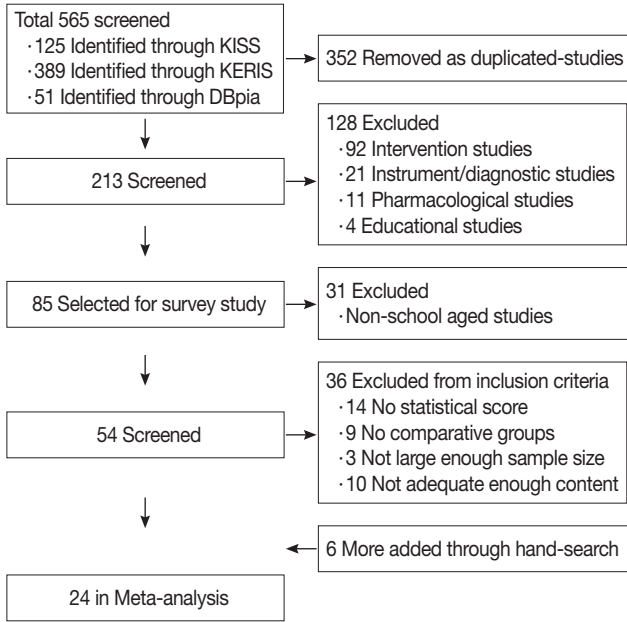 Total 565 screened
·125 Identified through KISS
·389 Identified through KERIS
·51 Identified through DBpia
352 Removed as duplicated-studies
213 Screened
128 Excluded
·92 Intervention studies
·21 Instrument/diagnostic studies
·11 Pharmacological studies
·4 Educational studies
85 Selected for survey study
31 Excluded
·Non-school aged studies
54 Screened
36 Excluded from inclusion criteria
·14 No statistical score
·9 No comparative groups
·3 Not large enough sample size
·10 Not adequate enough content
6 More added through hand-search
24 in Meta-analysis